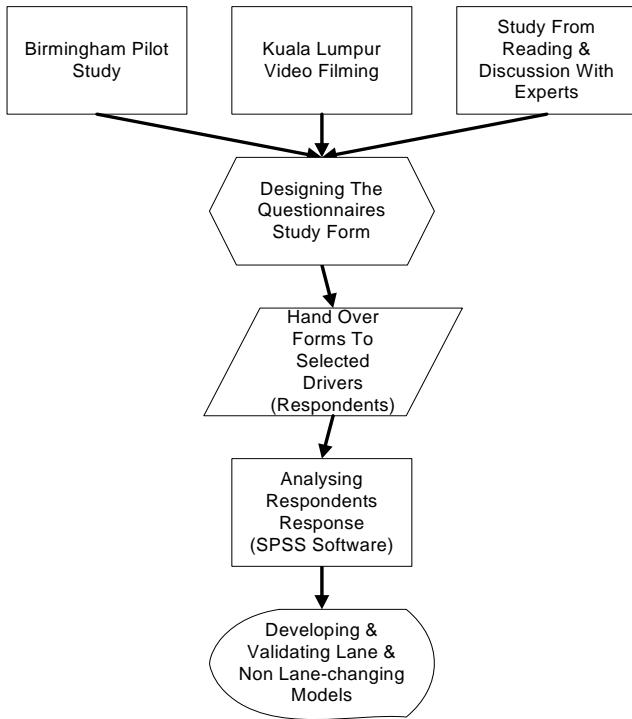 Birmingham Pilot
Study
Kuala Lumpur
Video Filming
Study From
Reading &
Discussion With
Experts
Designing The
Questionnaires
Study Form
Hand Over
Forms To
Selected
Drivers
(Respondents)
Analysing
Respondents
Response
(SPSS Software)
Developing &
Validating Lane &
Non Lane-changing
Models